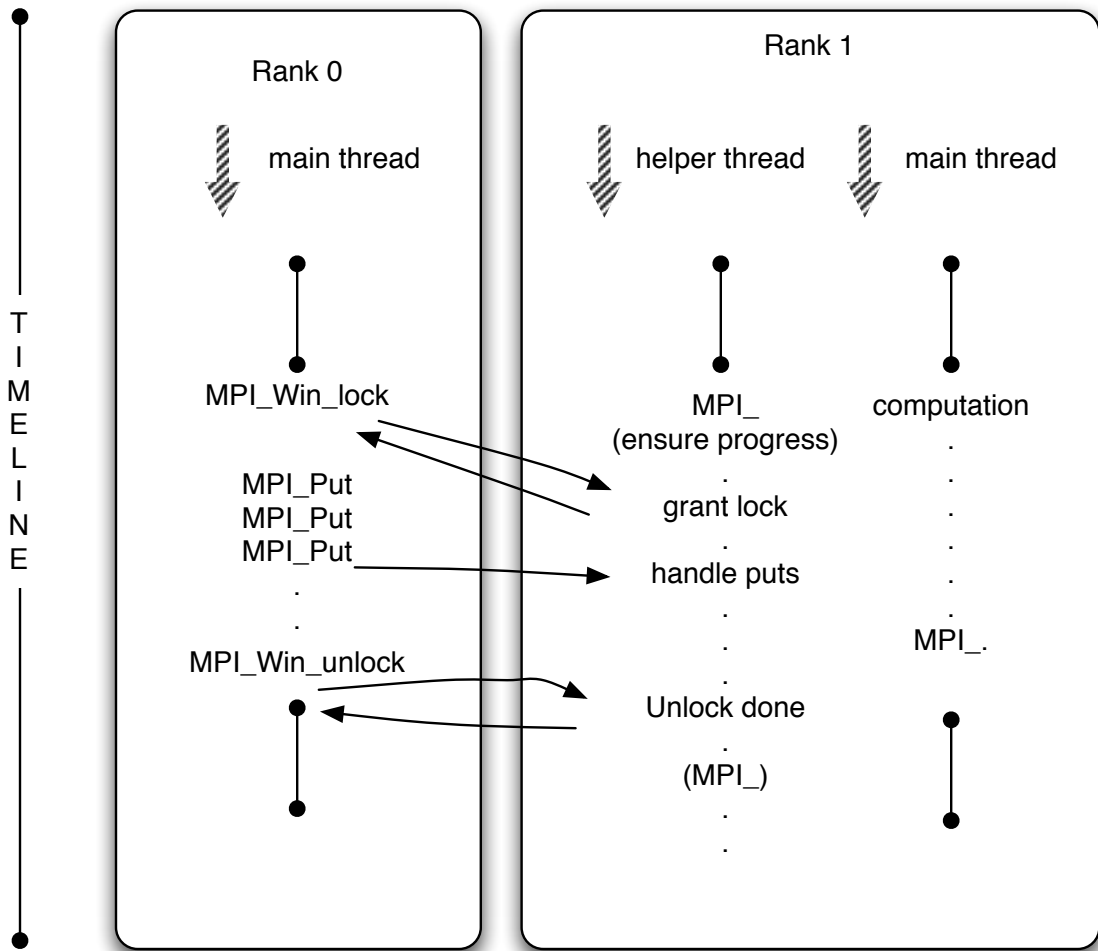 TIMELINE
Rank 0
main thread
MPI_Win_lock
MPI_Put
MPI_Put
MPI_Put
.
.
MPI_Win_unlock
Rank 1
helper thread
MPI_
(ensure progress)
.
grant lock
.
handle puts
.
.
.
Unlock done
.
(MPI_)
.
.
main thread
computation
.
.
.
.
.
.
MPI_.